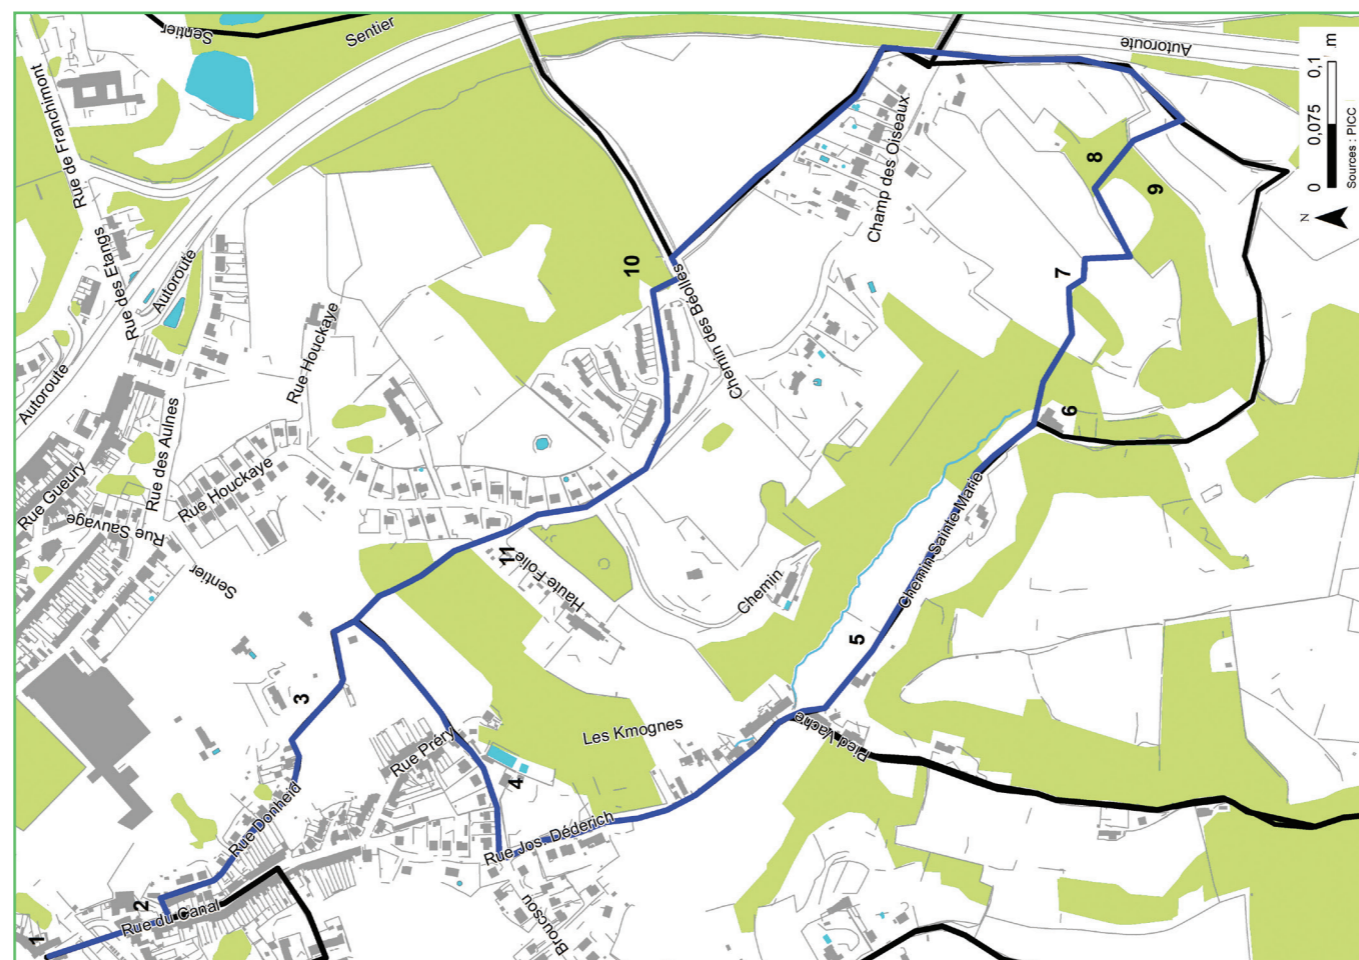 Sentier
Sentier
Autoroute
Rue de Franchimont
Rue des Etangs
Autoroute
Autoroute
Rue Gueury
Rue Sauvage
Rue des Aulnes
Rue Houckaye
Rue Houckaye
Sentier
Champ des Oiseaux
Chemin des Béolles
10
8
9
7
6
11
Haute Folie
Chemin
Chemin Sainte Marie
5
3
Rue Préry
Les Kmognes
4
Pied Vache
Rue Donheid
Rue Jos. Déderich
2
Rue du Canal
1
Broucsou
0 0,075 0,1 m
Sources : PICC
N